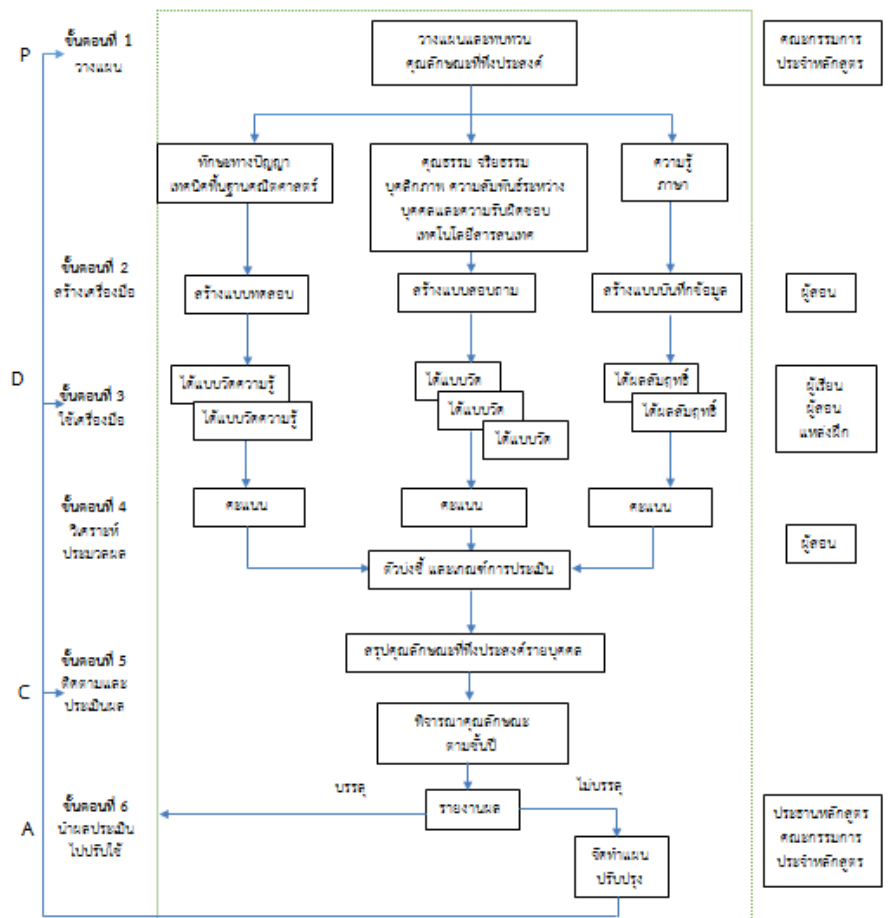 P
ขั้นตอนที่ 1
วางแผน
วางแผนและทบทวน
คุณลักษณะที่พึงประสงค์
คณะกรรมการ
ประจำหลักสูตร
ทักษะทางปัญญา
เทคนิคพื้นฐานคณิตศาสตร์
คุณธรรม จริยธรรม
บุคลิกภาพ ความสัมพันธ์ระหว่าง
บุคคลและความรับผิดชอบ
เทคโนโลยีสารสนเทศ
ความรู้
ภาษา
ขั้นตอนที่ 2
สร้างเครื่องมือ
สร้างแบบทดสอบ
สร้างแบบสอบถาม
สร้างแบบบันทึกข้อมูล
ผู้สอน
D
ขั้นตอนที่ 3
ใช้เครื่องมือ
ได้แบบวัดความรู้
ได้แบบวัดความรู้
ได้แบบวัด
ได้แบบวัด
ได้แบบวัด
ได้ผลสัมฤทธิ์
ได้ผลสัมฤทธิ์
ผู้เรียน
ผู้สอน
แหล่งฝึก
ขั้นตอนที่ 4
วิเคราะห์
ประมวลผล
คะแนน
คะแนน
คะแนน
ผู้สอน
ตัวบ่งชี้ และเกณฑ์การประเมิน
สรุปคุณลักษณะที่พึงประสงค์รายบุคคล
C
ขั้นตอนที่ 5
ติดตามและ
ประเมินผล
พิจารณาคุณลักษณะ
ตามชั้นปี
บรรลุ
ไม่บรรลุ
A
ขั้นตอนที่ 6
นำผลประเมิน
ไปปรับใช้
รายงานผล
จัดทำแผน
ปรับปรุง
ประธานหลักสูตร
คณะกรรมการ
ประจำหลักสูตร